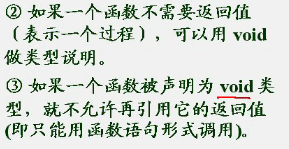 ② 如果一个函数不需要返回值
（表示一个过程），可以用 void
做类型说明。
③ 如果一个函数被声明为 void 类
型，就不允许再引用它的返回值
(即只能用函数语句形式调用)。